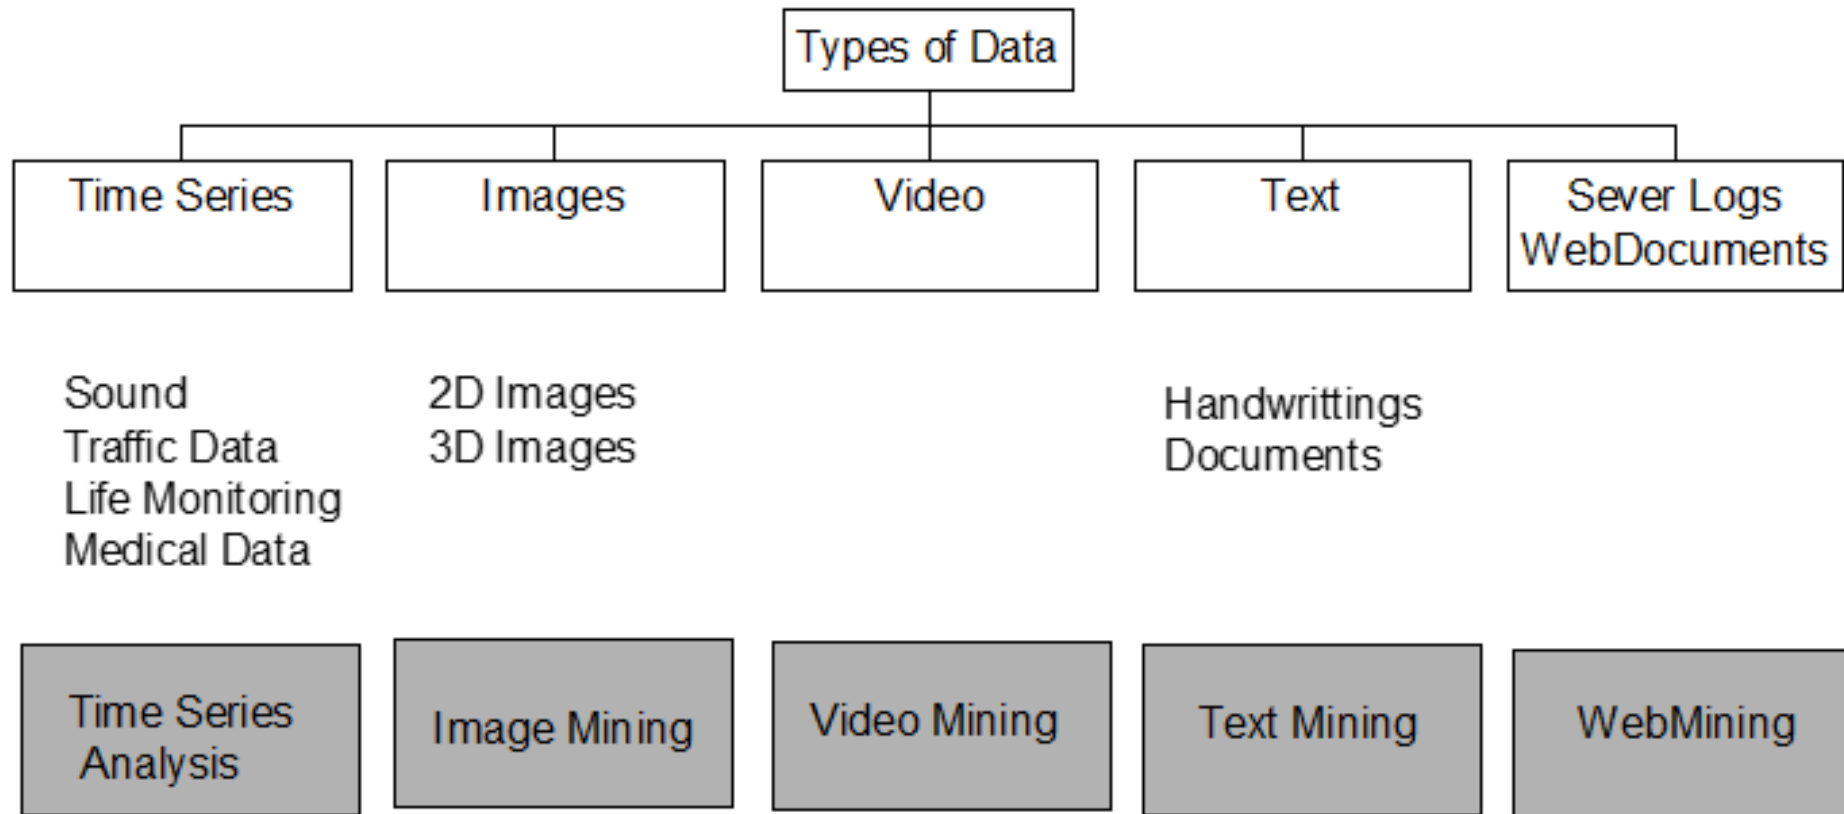 Types of Data
Time Series
Images
Video
Text
Sever Logs
WebDocuments
Sound
Traffic Data
Life Monitoring
Medical Data
2D Images
3D Images
Handwrittings
Documents
Time Series
Analysis
Image Mining
Video Mining
Text Mining
WebMining